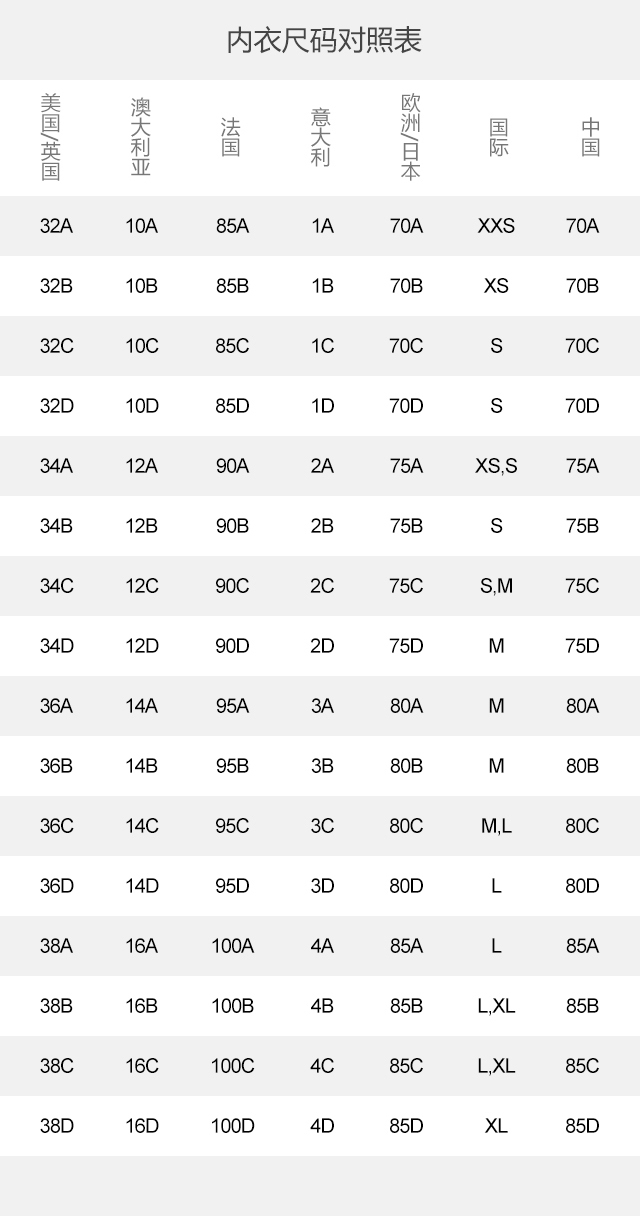 内衣尺码对照表
美国/英国 澳大利亚 法国 意大利 欧洲/日本 国际 中国
32A 10A 85A 1A 70A XXS 70A
32B 10B 85B 1B 70B XS 70B
32C 10C 85C 1C 70C S 70C
32D 10D 85D 1D 70D S 70D
34A 12A 90A 2A 75A XS,S 75A
34B 12B 90B 2B 75B S 75B
34C 12C 90C 2C 75C S,M 75C
34D 12D 90D 2D 75D M 75D
36A 14A 95A 3A 80A M 80A
36B 14B 95B 3B 80B M 80B
36C 14C 95C 3C 80C M,L 80C
36D 14D 95D 3D 80D L 80D
38A 16A 100A 4A 85A L 85A
38B 16B 100B 4B 85B L,XL 85B
38C 16C 100C 4C 85C L,XL 85C
38D 16D 100D 4D 85D XL 85D